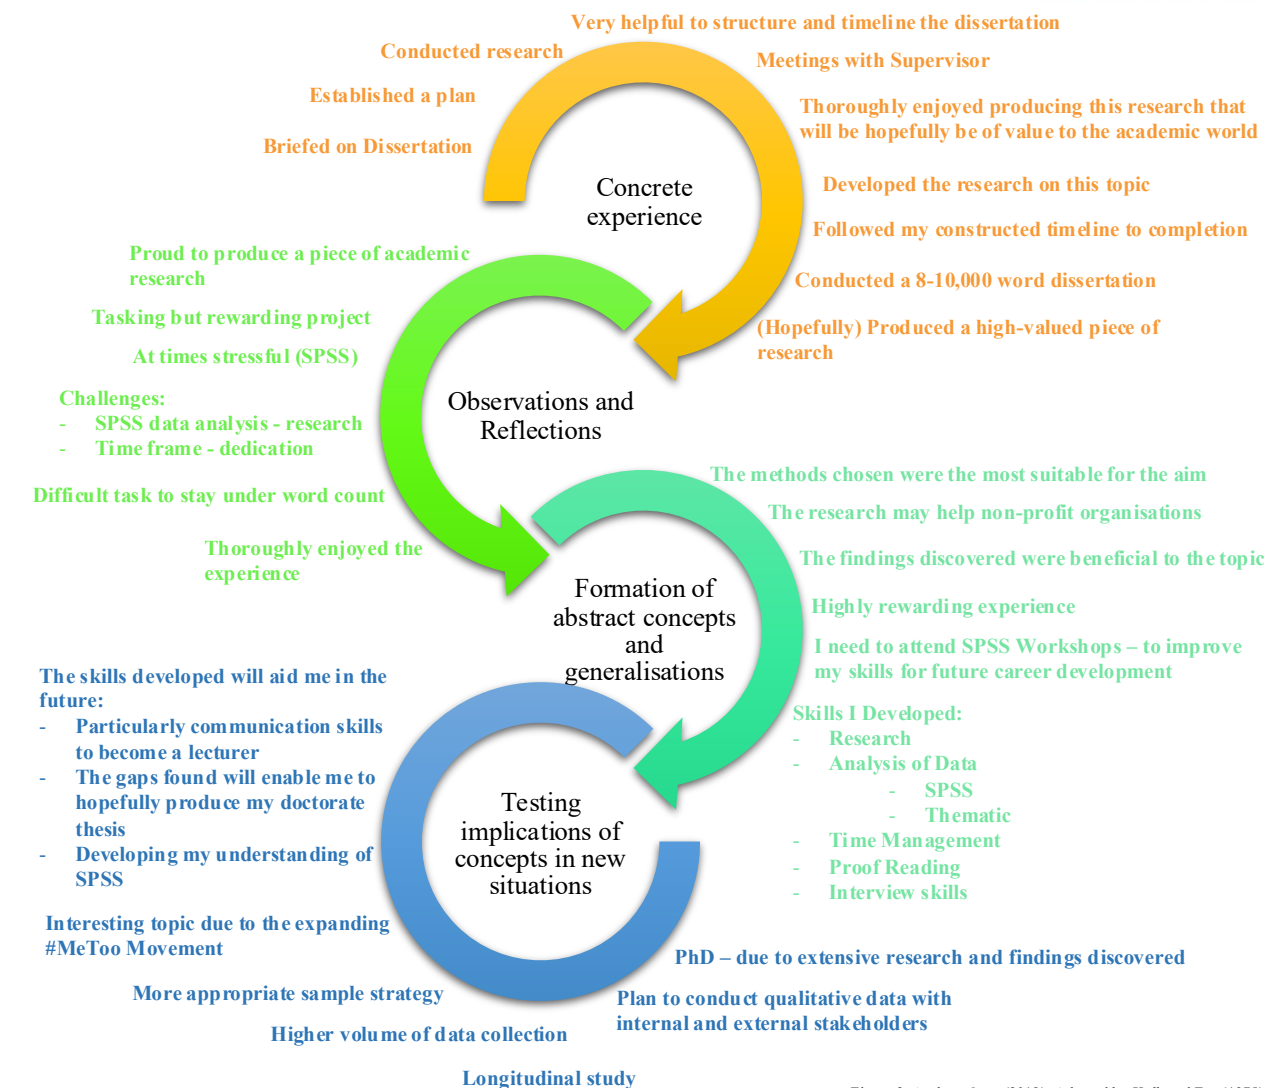 Very helpful to structure and timeline the dissertation
Conducted research
Meetings with Supervisor
Established a plan
Thoroughly enjoyed producing this research that
will be hopefully be of value to the academic world
Briefed on Dissertation
Concrete
experience
Developed the research on this topic
Followed my constructed timeline to completion
Conducted a 8-10,000 word dissertation
(Hopefully) Produced a high-valued piece of
research
Proud to produce a piece of academic
research
Tasking but rewarding project
At times stressful (SPSS)
Challenges:
- SPSS data analysis - research
- Time frame - dedication
Observations and
Reflections
Difficult task to stay under word count
Thoroughly enjoyed the
experience
The methods chosen were the most suitable for the aim
The research may help non-profit organisations
The findings discovered were beneficial to the topic
Formation of
abstract concepts
and
generalisations
Highly rewarding experience
I need to attend SPSS Workshops – to improve
my skills for future career development
Skills I Developed:
- Research
- Analysis of Data
- SPSS
- Thematic
- Time Management
- Proof Reading
- Interview skills
The skills developed will aid me in the
future:
- Particularly communication skills
to become a lecturer
- The gaps found will enable me to
hopefully produce my doctorate
thesis
- Developing my understanding of
SPSS
Testing
implications of
concepts in new
situations
Interesting topic due to the expanding
#MeToo Movement
More appropriate sample strategy
Higher volume of data collection
Longitudinal study
PhD – due to extensive research and findings discovered
Plan to conduct qualitative data with
internal and external stakeholders